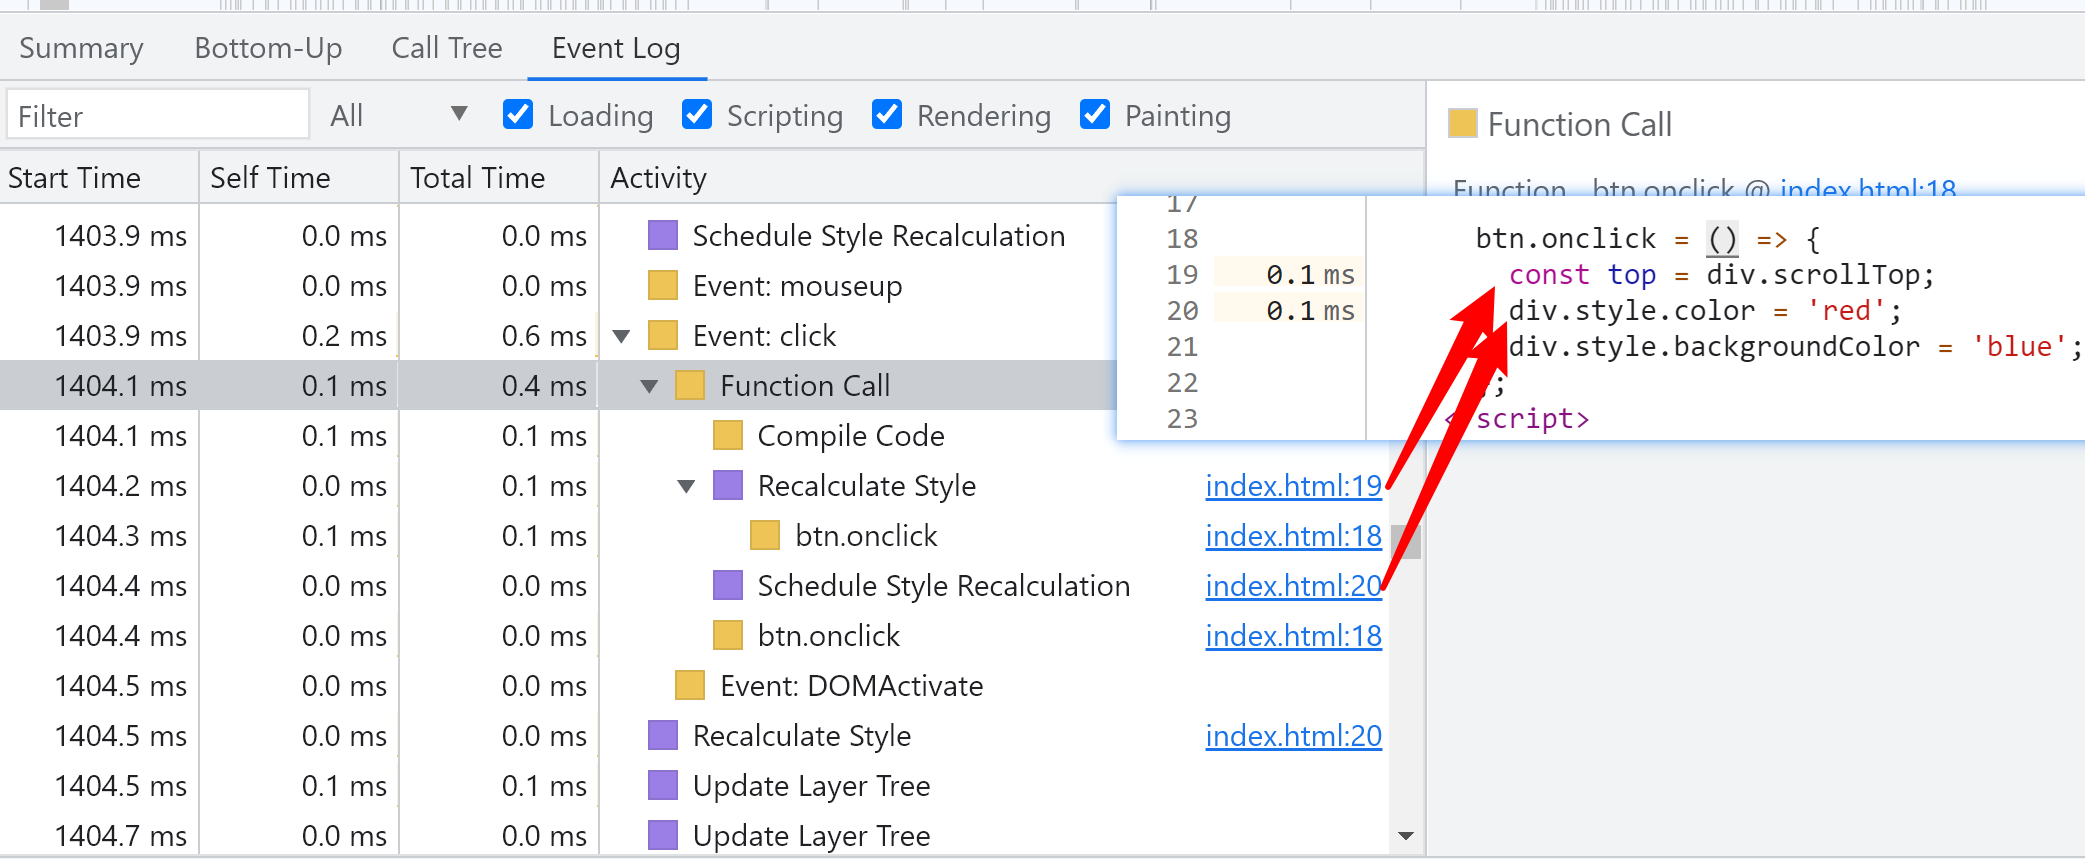 Summary Bottom-Up Call Tree Event Log
Filter All Loading Scripting Rendering Painting
Function Call
Start Time Self Time Total Time Activity
Function btn.onclick @ index.html:18
1403.9 ms 0.0 ms 0.0 ms Schedule Style Recalculation
1403.9 ms 0.0 ms 0.0 ms Event: mouseup
1403.9 ms 0.2 ms 0.6 ms Event: click
1404.1 ms 0.1 ms 0.4 ms Function Call
1404.1 ms 0.1 ms 0.1 ms Compile Code
1404.2 ms 0.0 ms 0.1 ms Recalculate Style index.html:19
1404.3 ms 0.1 ms 0.1 ms btn.onclick index.html:18
1404.4 ms 0.0 ms 0.0 ms Schedule Style Recalculation index.html:20
1404.4 ms 0.0 ms 0.0 ms btn.onclick index.html:18
1404.5 ms 0.0 ms 0.0 ms Event: DOMActivate
1404.5 ms 0.0 ms 0.0 ms Recalculate Style index.html:20
1404.5 ms 0.1 ms 0.1 ms Update Layer Tree
1404.7 ms 0.0 ms 0.0 ms Update Layer Tree
17
18 btn.onclick = () => {
19 0.1 ms const top = div.scrollTop;
20 0.1 ms div.style.color = 'red';
21 div.style.backgroundColor = 'blue';
22 ;
23 < script>